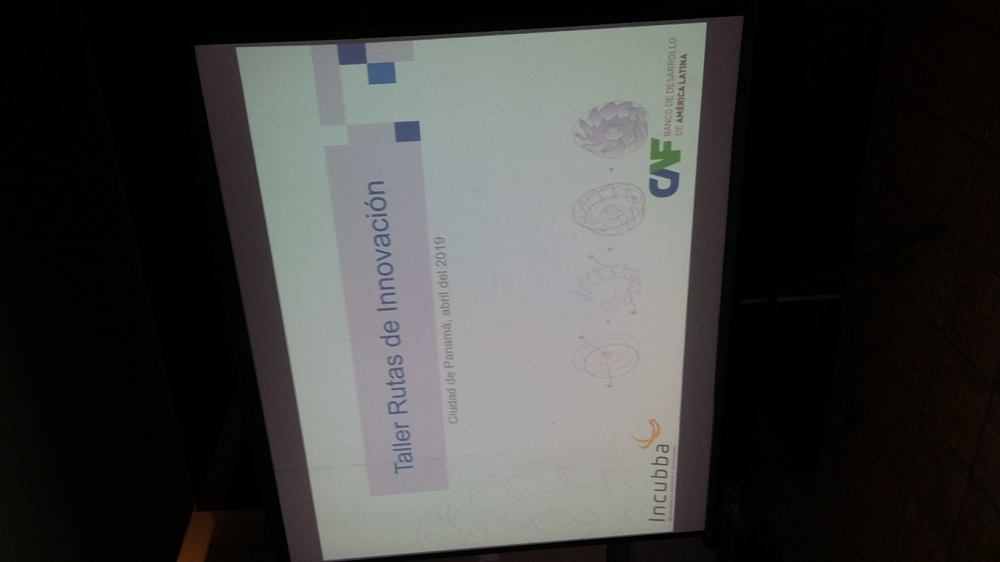 Taller Rutas de Innovación
Ciudad de Panamá, abril del 2019
Incubba
CAF
BANCO DE DESARROLLO
DE AMÉRICA LATINA